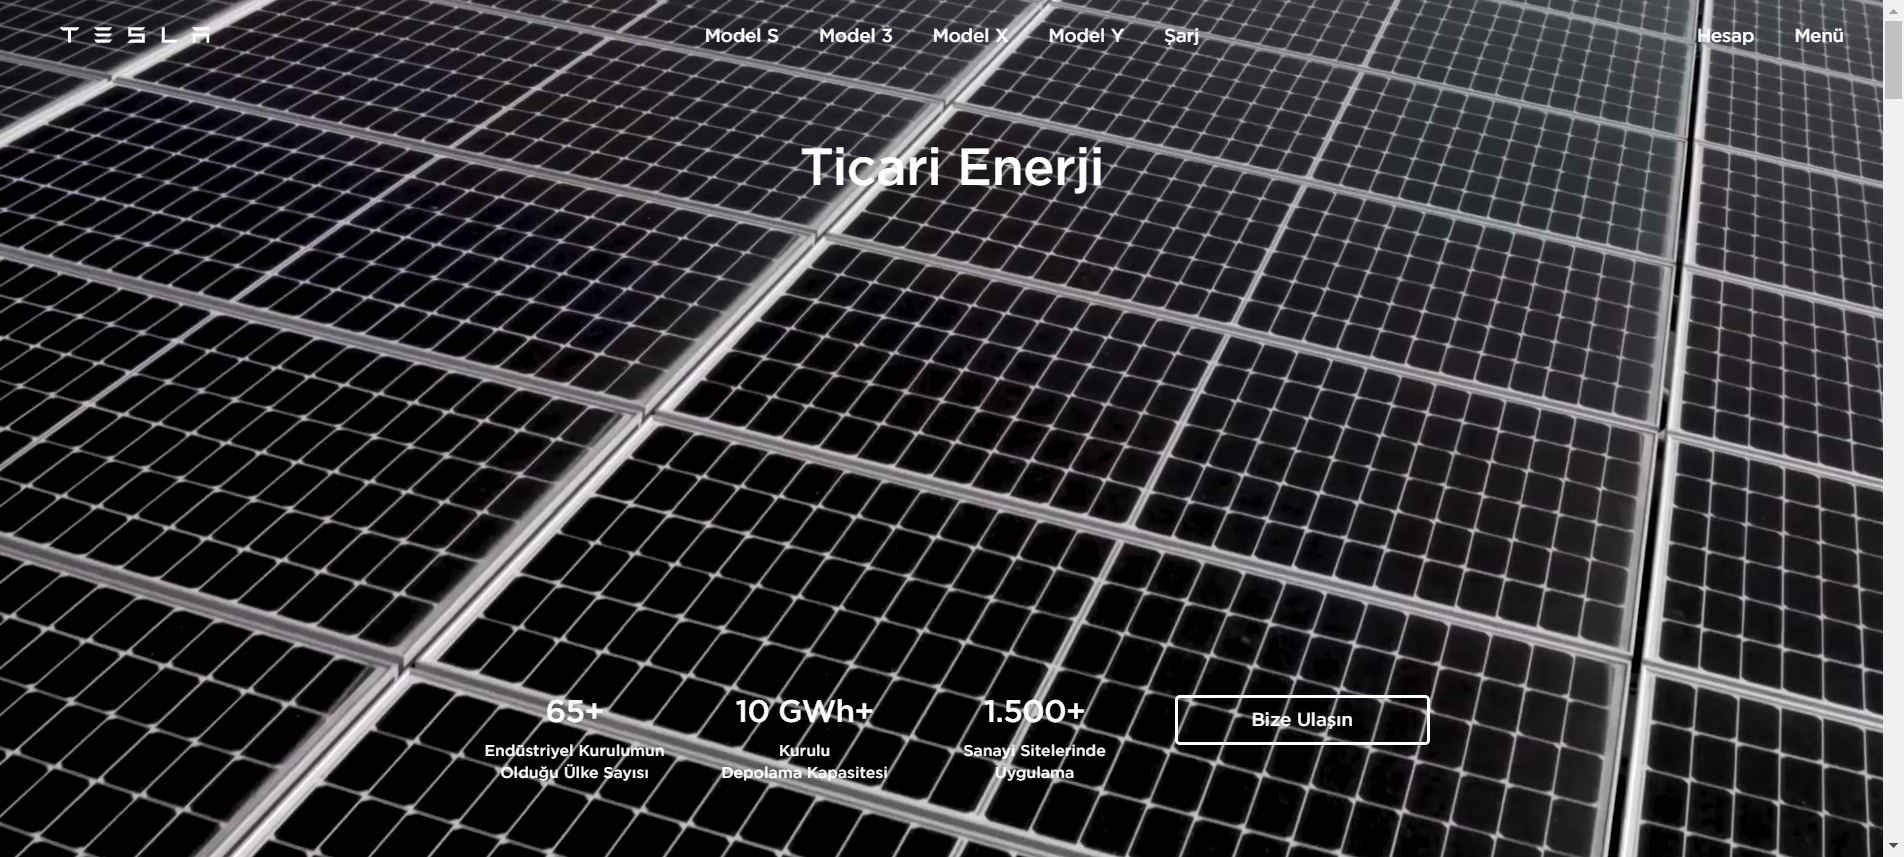 TESLA
Model S
Model 3
Model X
Model Y
Şarj
Hesap
Menü
Ticari Enerji
65+
Endüstriyel Kurulumun
Olduğu Ülke Sayısı
10 GWh+
Kurulu
Depolama Kapasitesi
1.500+
Sanayi Sitelerinde
Uygulama
Bize Ulaşın